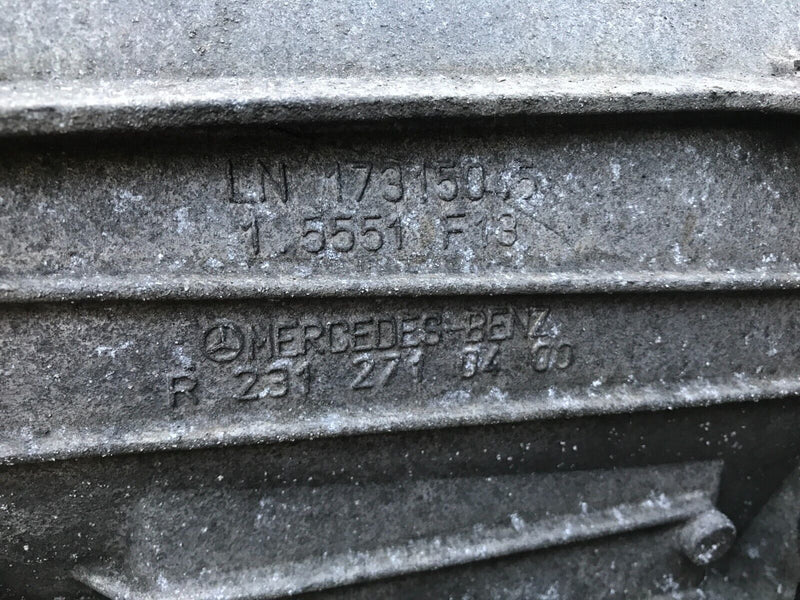 LN 17315045
1.5551 F13
MERCEDES-BENZ
R 231 271 04 00